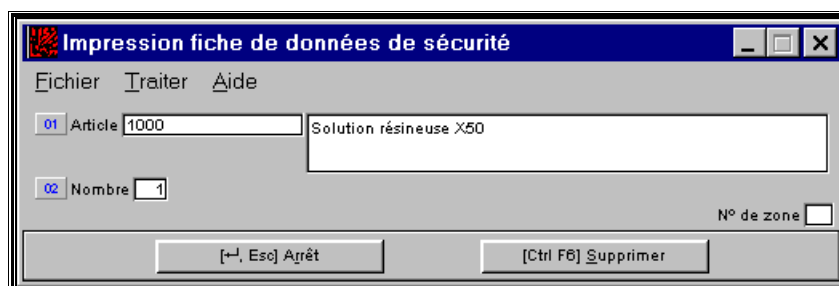 Impression fiche de données de sécurité
Fichier Traiter Aide
01 Article 1000 Solution résineuse X50
02 Nombre 1
Nº de zone
[↵, Esc] Arrêt [Ctrl F6] Supprimer